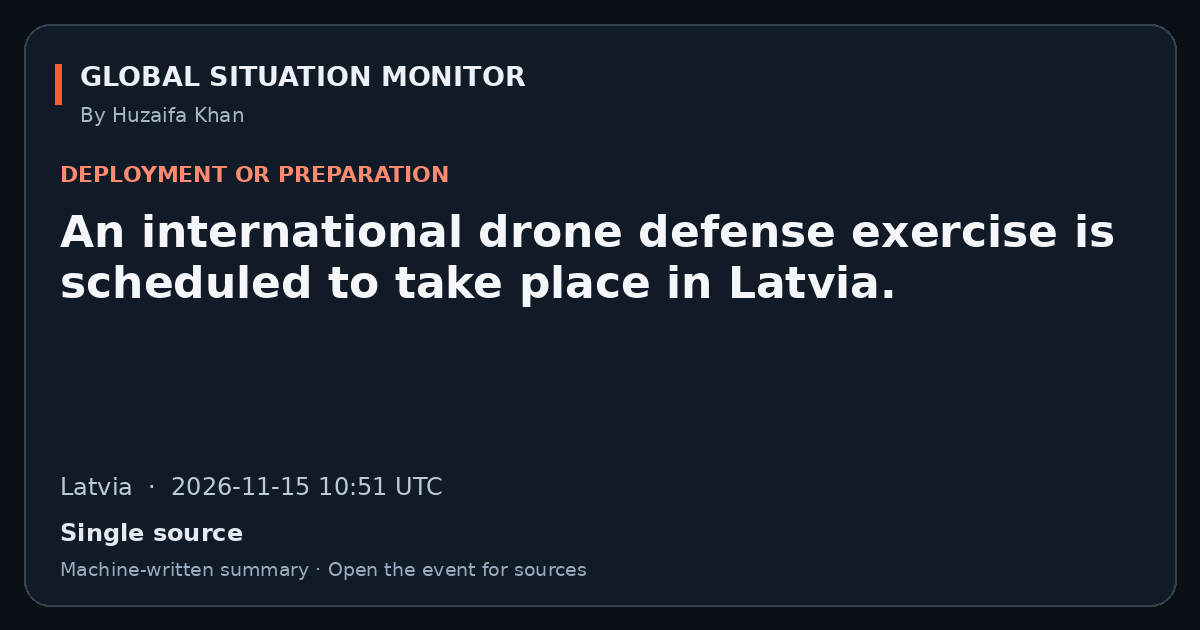 GLOBAL SITUATION MONITOR
By Huzaifa Khan
DEPLOYMENT OR PREPARATION
An international drone defense exercise is
scheduled to take place in Latvia.
Latvia · 2026-11-15 10:51 UTC
Single source
Machine-written summary · Open the event for sources